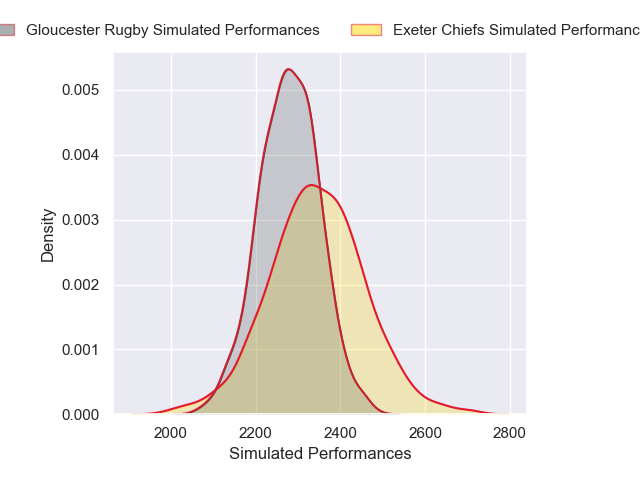 Gloucester Rugby Simulated Performances
Exeter Chiefs Simulated Performanc
0.005
0.004
0.003
0.002
0.001
0.000
Density
2000
2200
2400
2600
2800
Simulated Performances